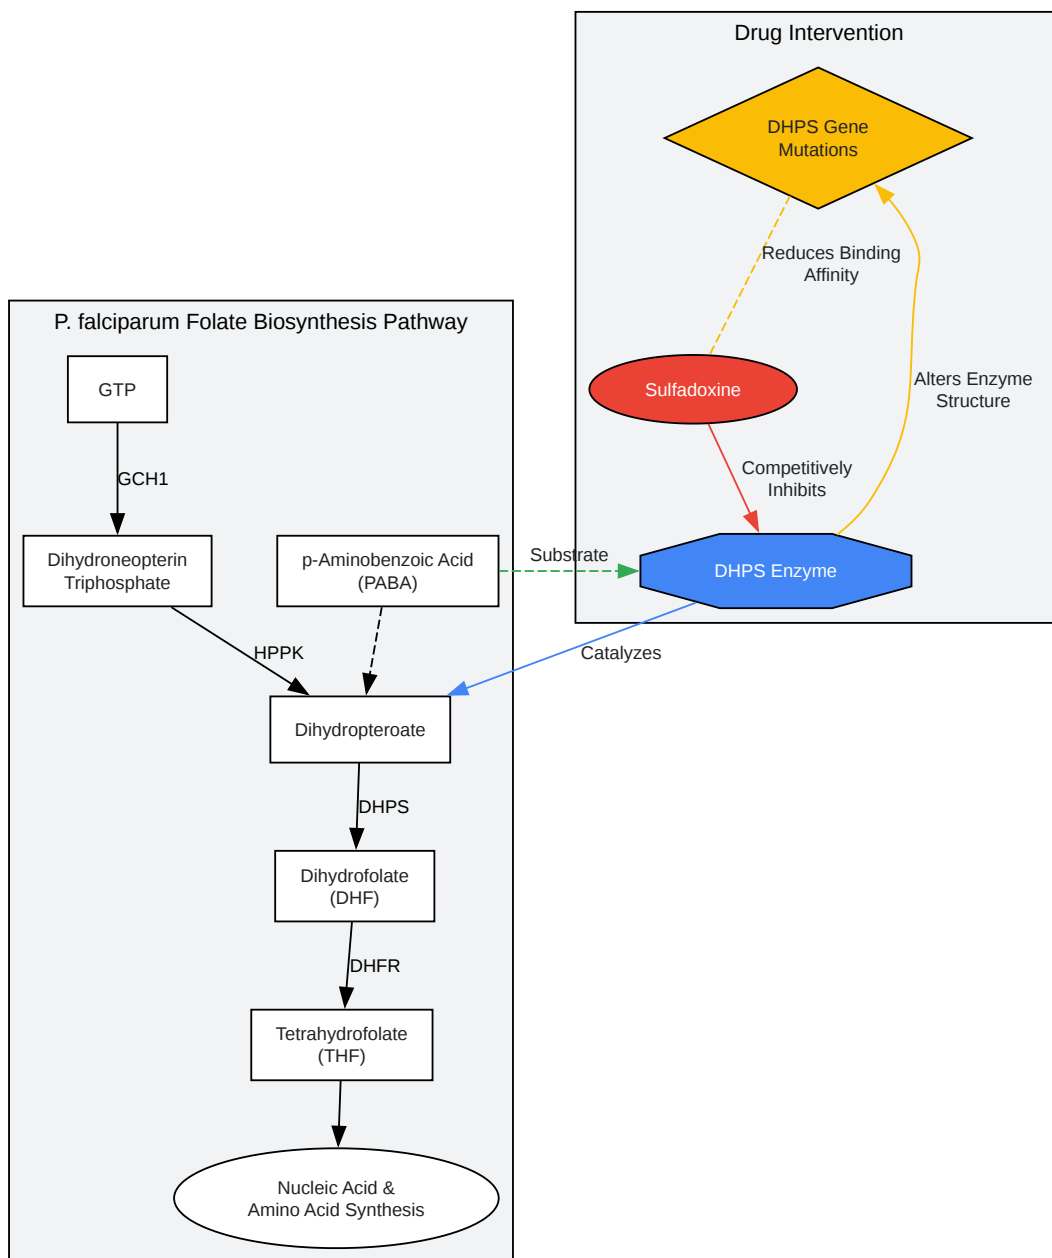 Drug Intervention
DHPS Gene
Mutations
Reduces Binding
Affinity
Sulfadoxine
Alters Enzyme
Structure
Competitively
Inhibits
DHPS Enzyme
P. falciparum Folate Biosynthesis Pathway
GTP
GCH1
Dihydroneopterin
Triphosphate
p-Aminobenzoic Acid
(PABA)
Substrate
HPPK
Catalyzes
Dihydropteroate
DHPS
Dihydrofolate
(DHF)
DHFR
Tetrahydrofolate
(THF)
Nucleic Acid &
Amino Acid Synthesis